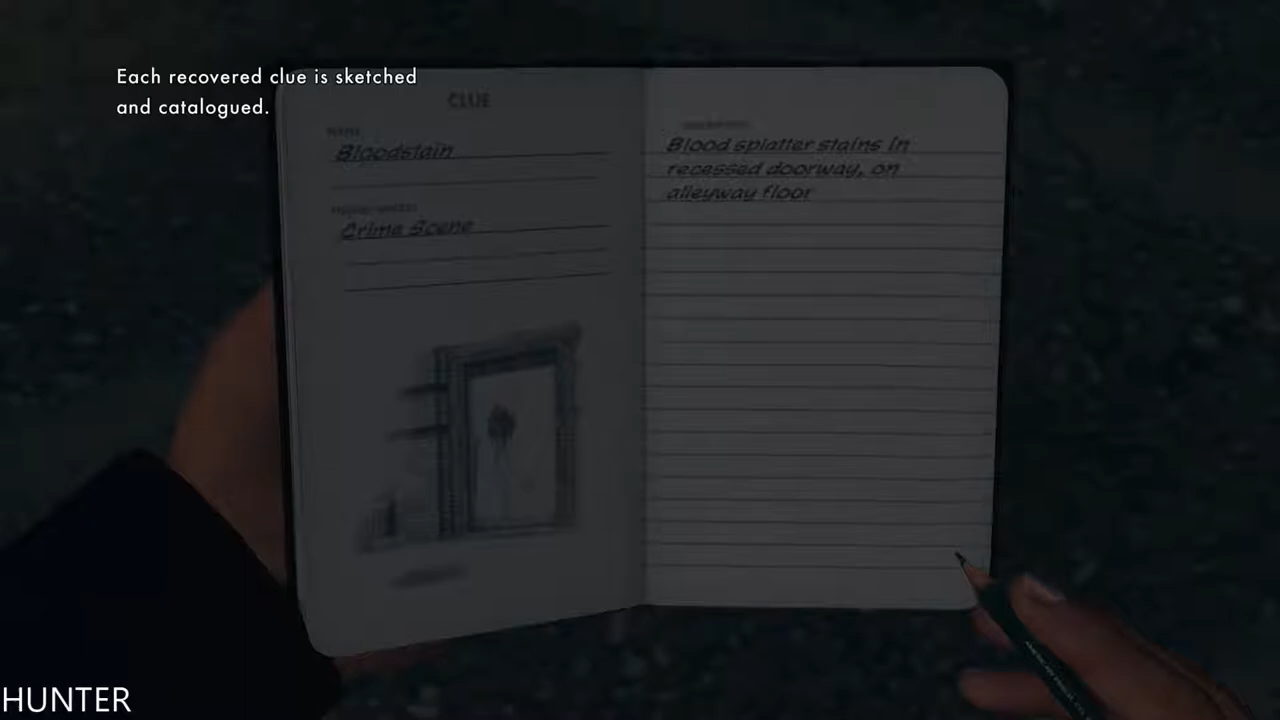 Each recovered clue is sketched
and catalogued.
CLUE
Bloodstain
Crime Scene
Blood splatter stains in
recessed doorway, on
alleyway floor
HUNTER